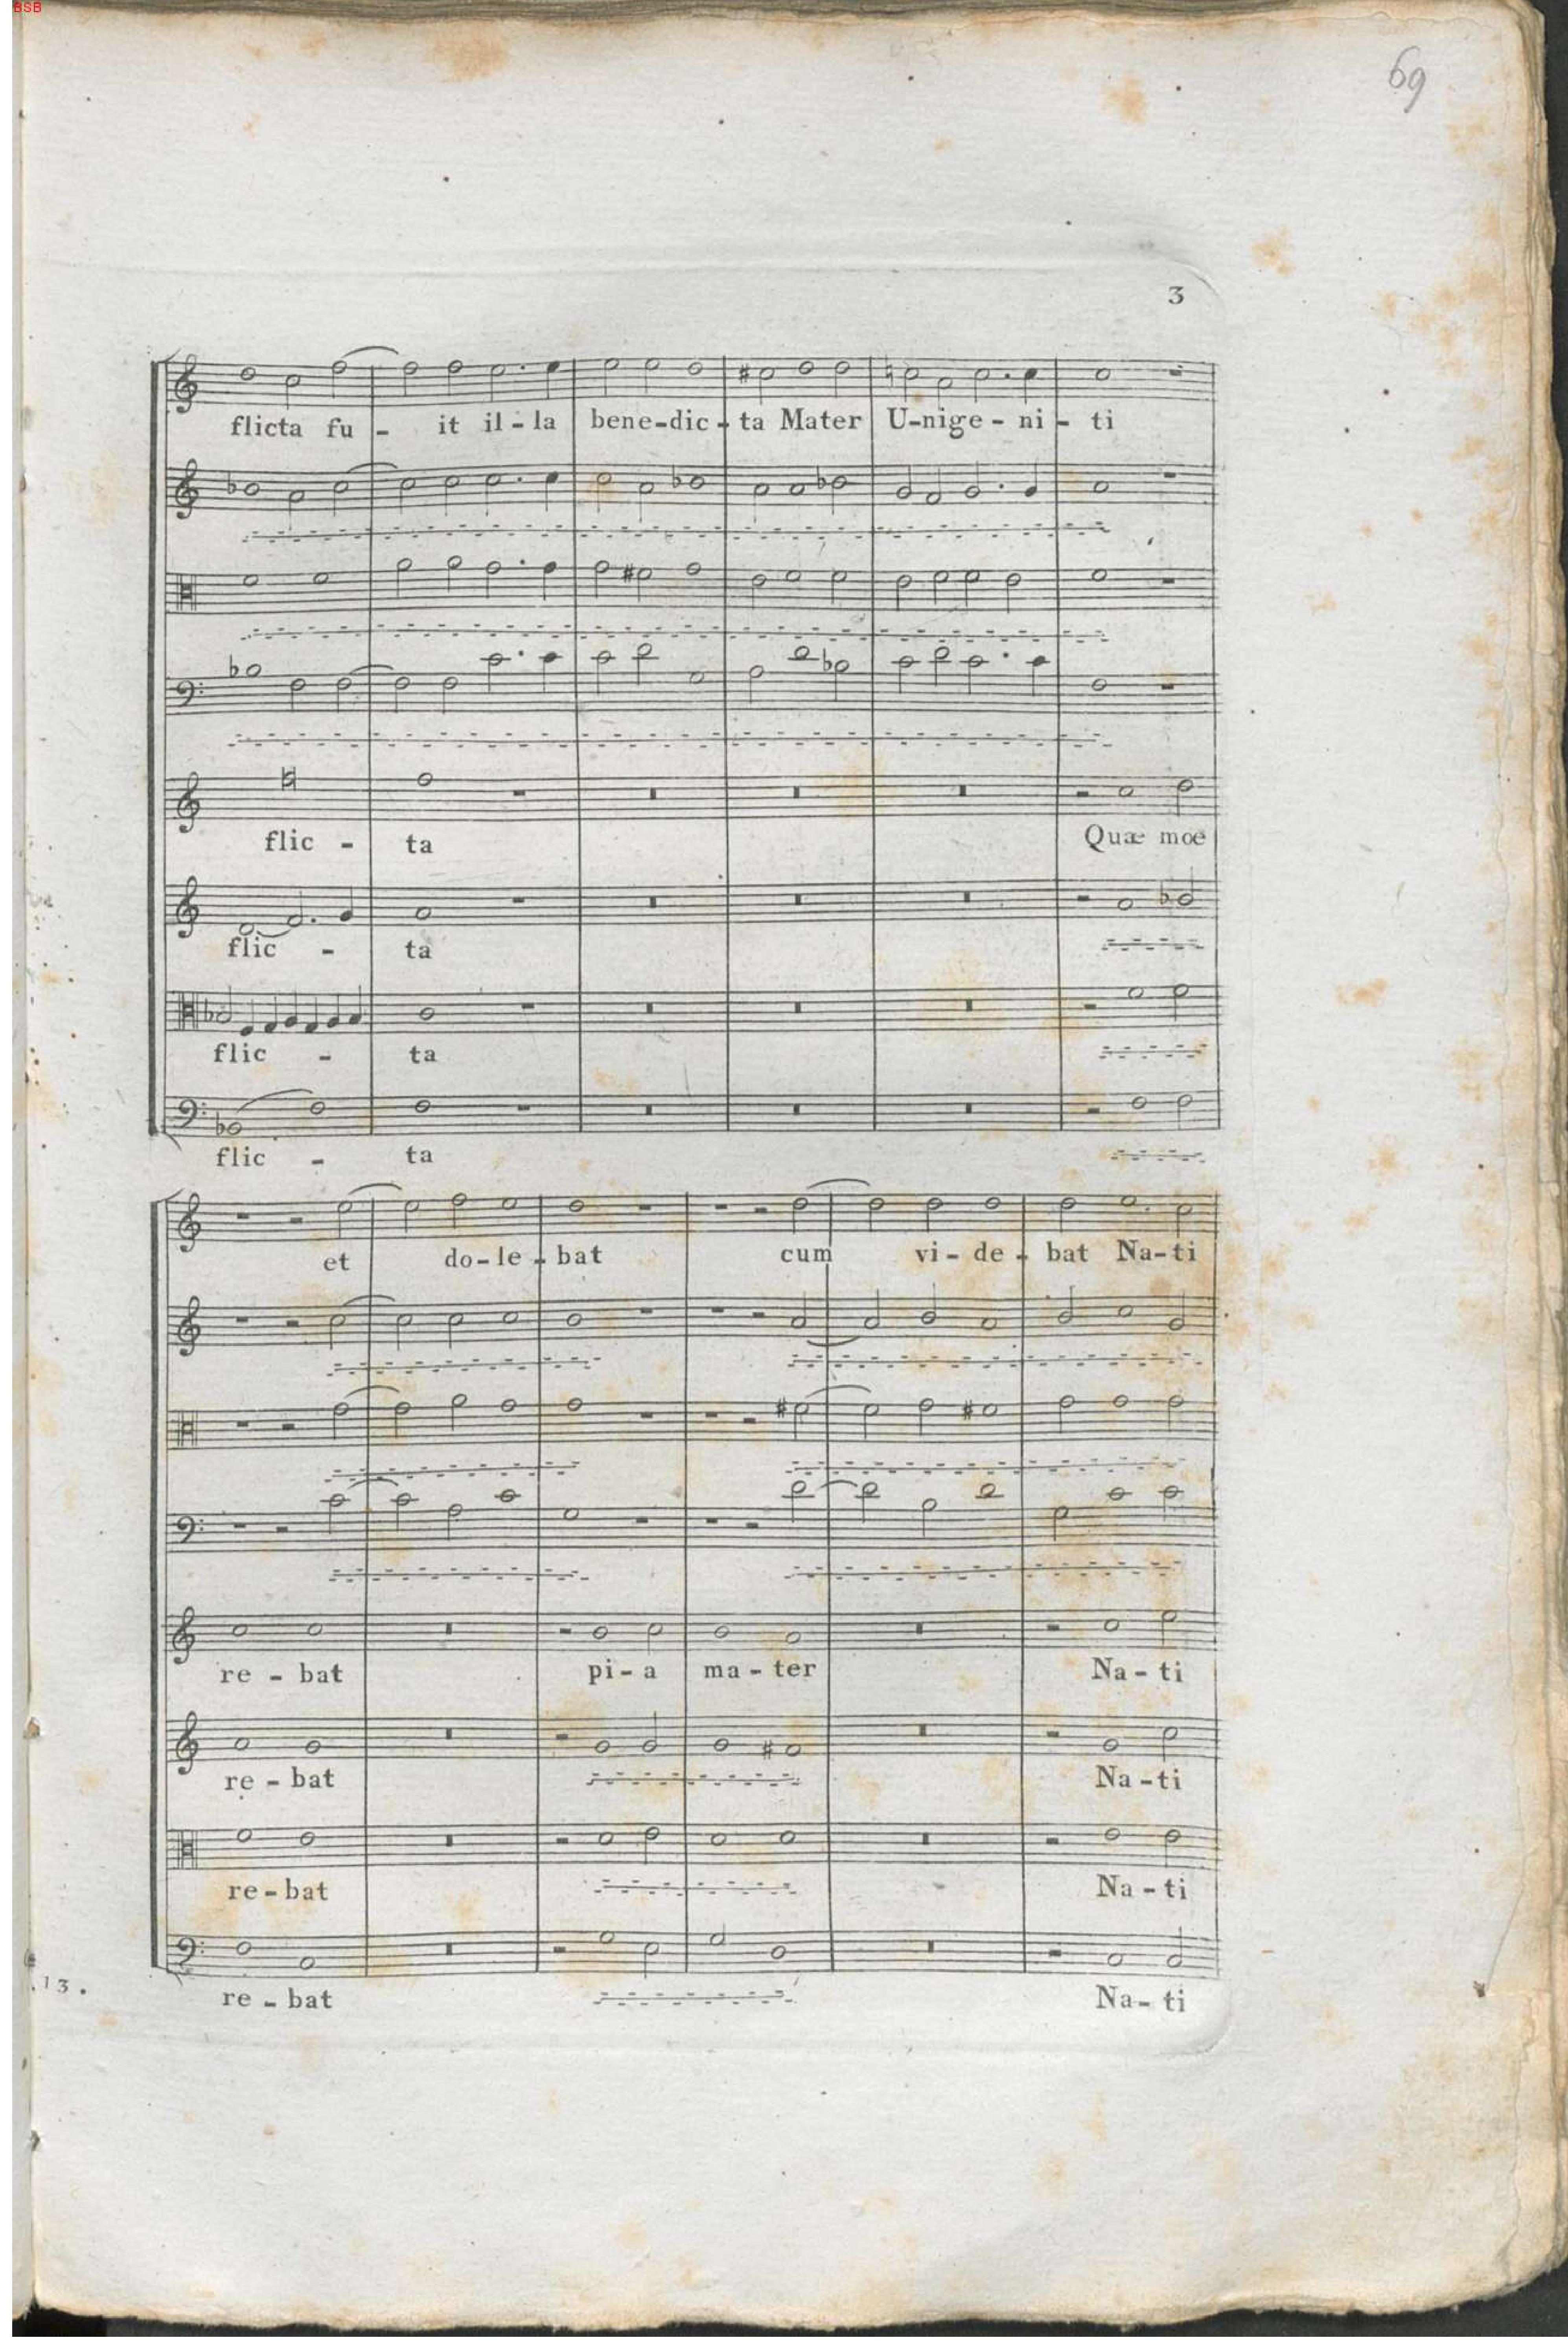 BSB
69
3
flicta fu - it il - la bene-dic - ta Mater U-nige - ni - ti
flic - ta Quæ moe
flic - ta
flic - ta
flic - ta
et do-le - bat cum vi - de - bat Na-ti
re - bat pi - a ma - ter Na - ti
re - bat Na - ti
re - bat Na - ti
.13. re - bat Na - ti